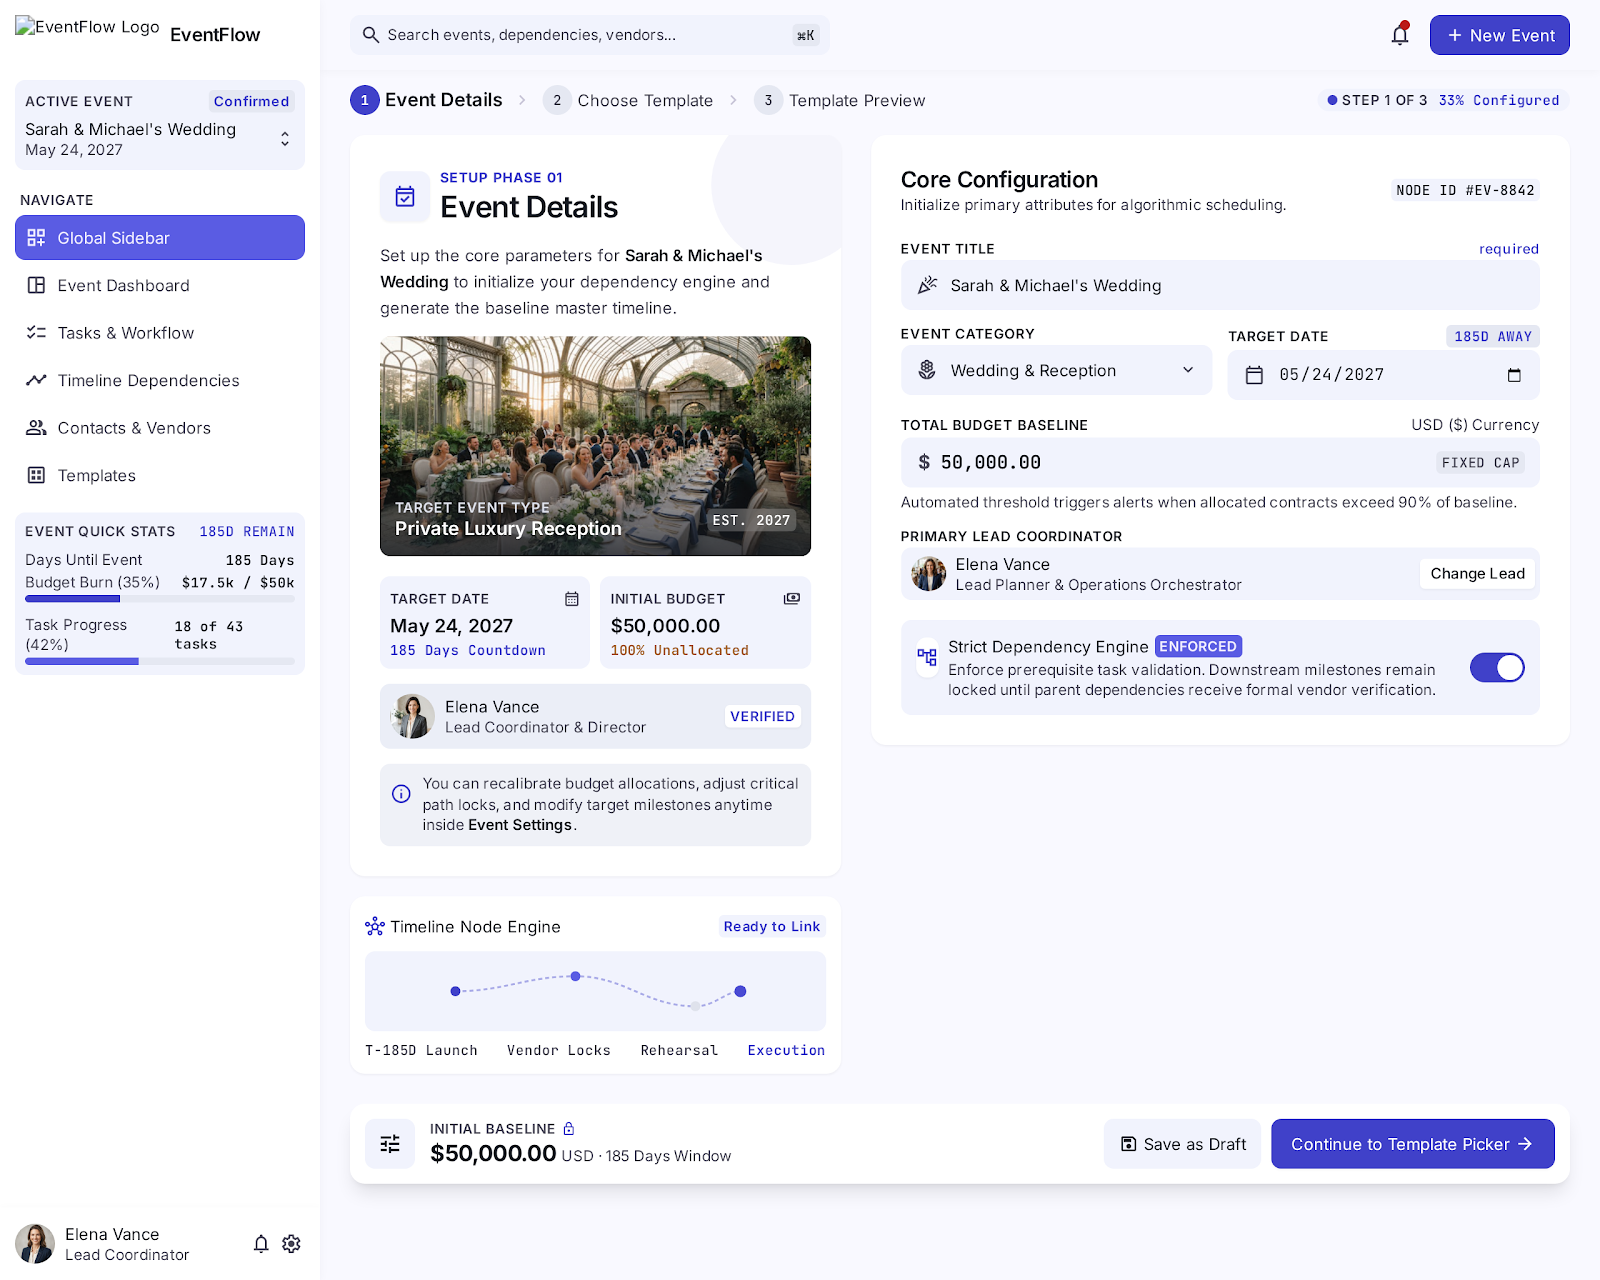 EventFlow Logo
EventFlow
ACTIVE EVENT
Confirmed
Sarah & Michael's Wedding
May 24, 2027
NAVIGATE
Global Sidebar
Event Dashboard
Tasks & Workflow
Timeline Dependencies
Contacts & Vendors
Templates
EVENT QUICK STATS
185D REMAIN
Days Until Event
185 Days
Budget Burn (35%)
$17.5k / $50k
Task Progress
(42%)
18 of 43
tasks
Elena Vance
Lead Coordinator
Search events, dependencies, vendors...
⌘K
New Event
1 Event Details
2 Choose Template
3 Template Preview
STEP 1 OF 3 33% Configured
SETUP PHASE 01
Event Details
Set up the core parameters for Sarah & Michael's
Wedding to initialize your dependency engine and
generate the baseline master timeline.
TARGET EVENT TYPE
Private Luxury Reception
EST. 2027
TARGET DATE
May 24, 2027
185 Days Countdown
INITIAL BUDGET
$50,000.00
100% Unallocated
Elena Vance
Lead Coordinator & Director
VERIFIED
You can recalibrate budget allocations, adjust critical
path locks, and modify target milestones anytime
inside Event Settings.
Timeline Node Engine
Ready to Link
T-185D Launch
Vendor Locks
Rehearsal
Execution
Core Configuration
Initialize primary attributes for algorithmic scheduling.
NODE ID #EV-8842
EVENT TITLE
required
Sarah & Michael's Wedding
EVENT CATEGORY
Wedding & Reception
TARGET DATE
185D AWAY
05/24/2027
TOTAL BUDGET BASELINE
USD ($) Currency
$ 50,000.00
FIXED CAP
Automated threshold triggers alerts when allocated contracts exceed 90% of baseline.
PRIMARY LEAD COORDINATOR
Elena Vance
Lead Planner & Operations Orchestrator
Change Lead
Strict Dependency Engine ENFORCED
Enforce prerequisite task validation. Downstream milestones remain
locked until parent dependencies receive formal vendor verification.
INITIAL BASELINE
$50,000.00 USD · 185 Days Window
Save as Draft
Continue to Template Picker